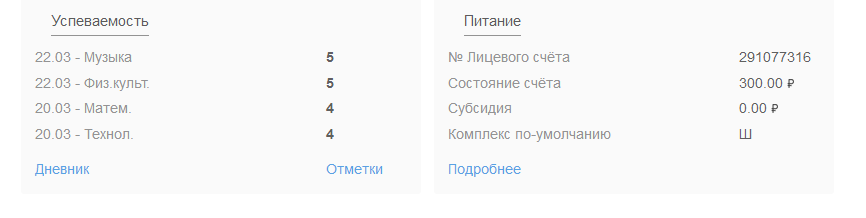 Успеваемость
22.03 - Музыка 5
22.03 - Физ.культ. 5
20.03 - Матем. 4
20.03 - Технол. 4
Дневник Отметки
Питание
№ Лицевого счёта 291077316
Состояние счёта 300.00 ₽
Субсидия 0.00 ₽
Комплекс по-умолчанию Ш
Подробнее